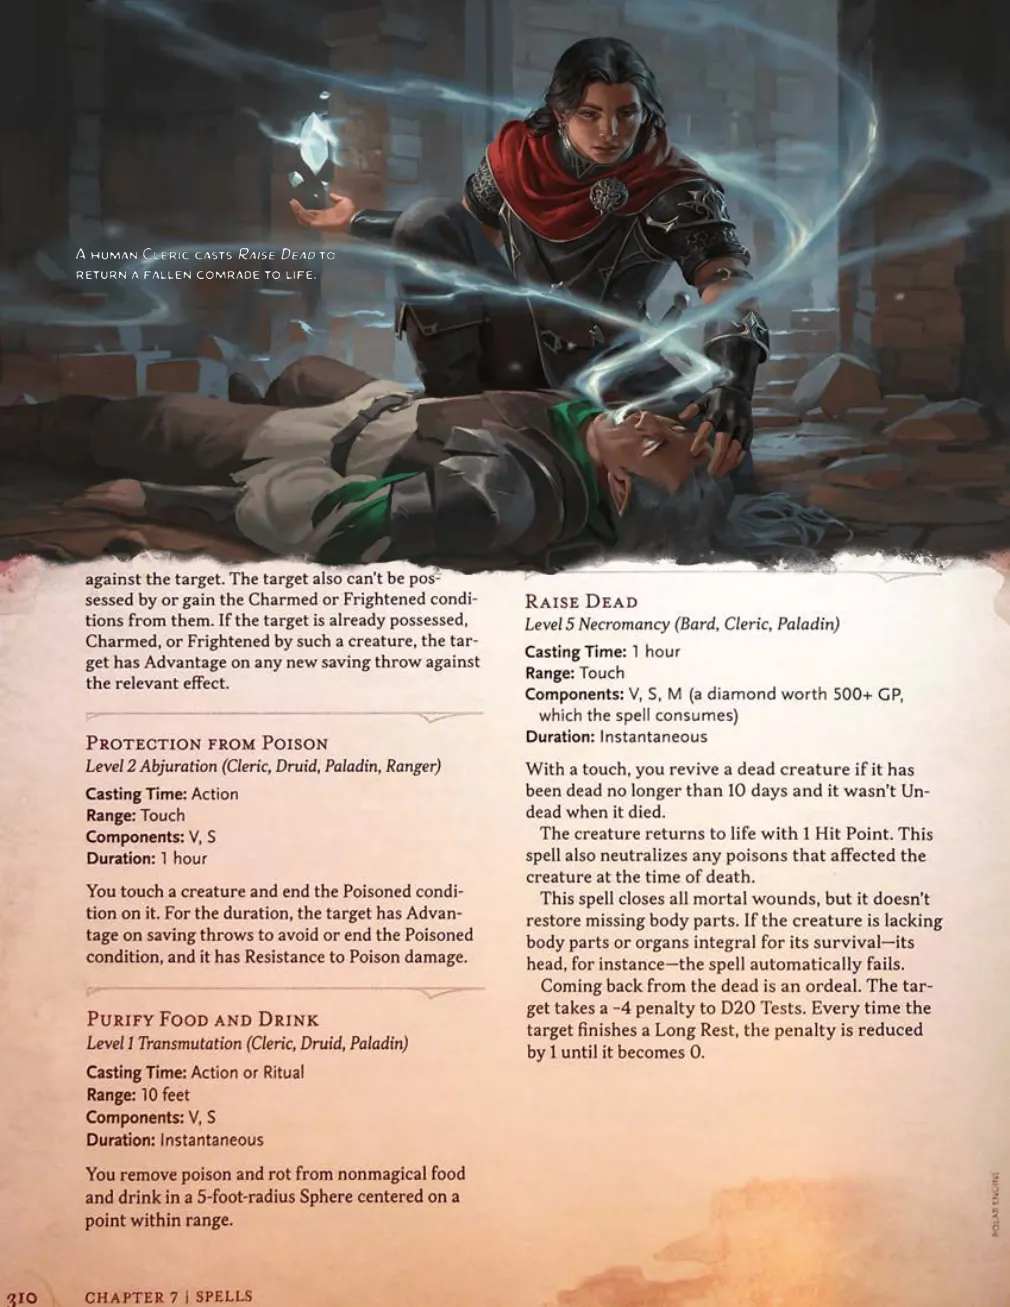 A human Cleric casts Raise Dead to
return a fallen comrade to life.
against the target. The target also can't be pos-
sessed by or gain the Charmed or Frightened condi-
tions from them. If the target is already possessed,
Charmed, or Frightened by such a creature, the tar-
get has Advantage on any new saving throw against
the relevant effect.
Protection from Poison
Level 2 Abjuration (Cleric, Druid, Paladin, Ranger)
Casting Time: Action
Range: Touch
Components: V, S
Duration: 1 hour
You touch a creature and end the Poisoned condi-
tion on it. For the duration, the target has Advan-
tage on saving throws to avoid or end the Poisoned
condition, and it has Resistance to Poison damage.
Purify Food and Drink
Level 1 Transmutation (Cleric, Druid, Paladin)
Casting Time: Action or Ritual
Range: 10 feet
Components: V, S
Duration: Instantaneous
You remove poison and rot from nonmagical food
and drink in a 5-foot-radius Sphere centered on a
point within range.
Raise Dead
Level 5 Necromancy (Bard, Cleric, Paladin)
Casting Time: 1 hour
Range: Touch
Components: V, S, M (a diamond worth 500+ GP,
which the spell consumes)
Duration: Instantaneous
With a touch, you revive a dead creature if it has
been dead no longer than 10 days and it wasn't Un-
dead when it died.
The creature returns to life with 1 Hit Point. This
spell also neutralizes any poisons that affected the
creature at the time of death.
This spell closes all mortal wounds, but it doesn't
restore missing body parts. If the creature is lacking
body parts or organs integral for its survival—its
head, for instance—the spell automatically fails.
Coming back from the dead is an ordeal. The tar-
get takes a −4 penalty to D20 Tests. Every time the
target finishes a Long Rest, the penalty is reduced
by 1 until it becomes 0.
POLAR ENGINE
310 CHAPTER 7 | SPELLS